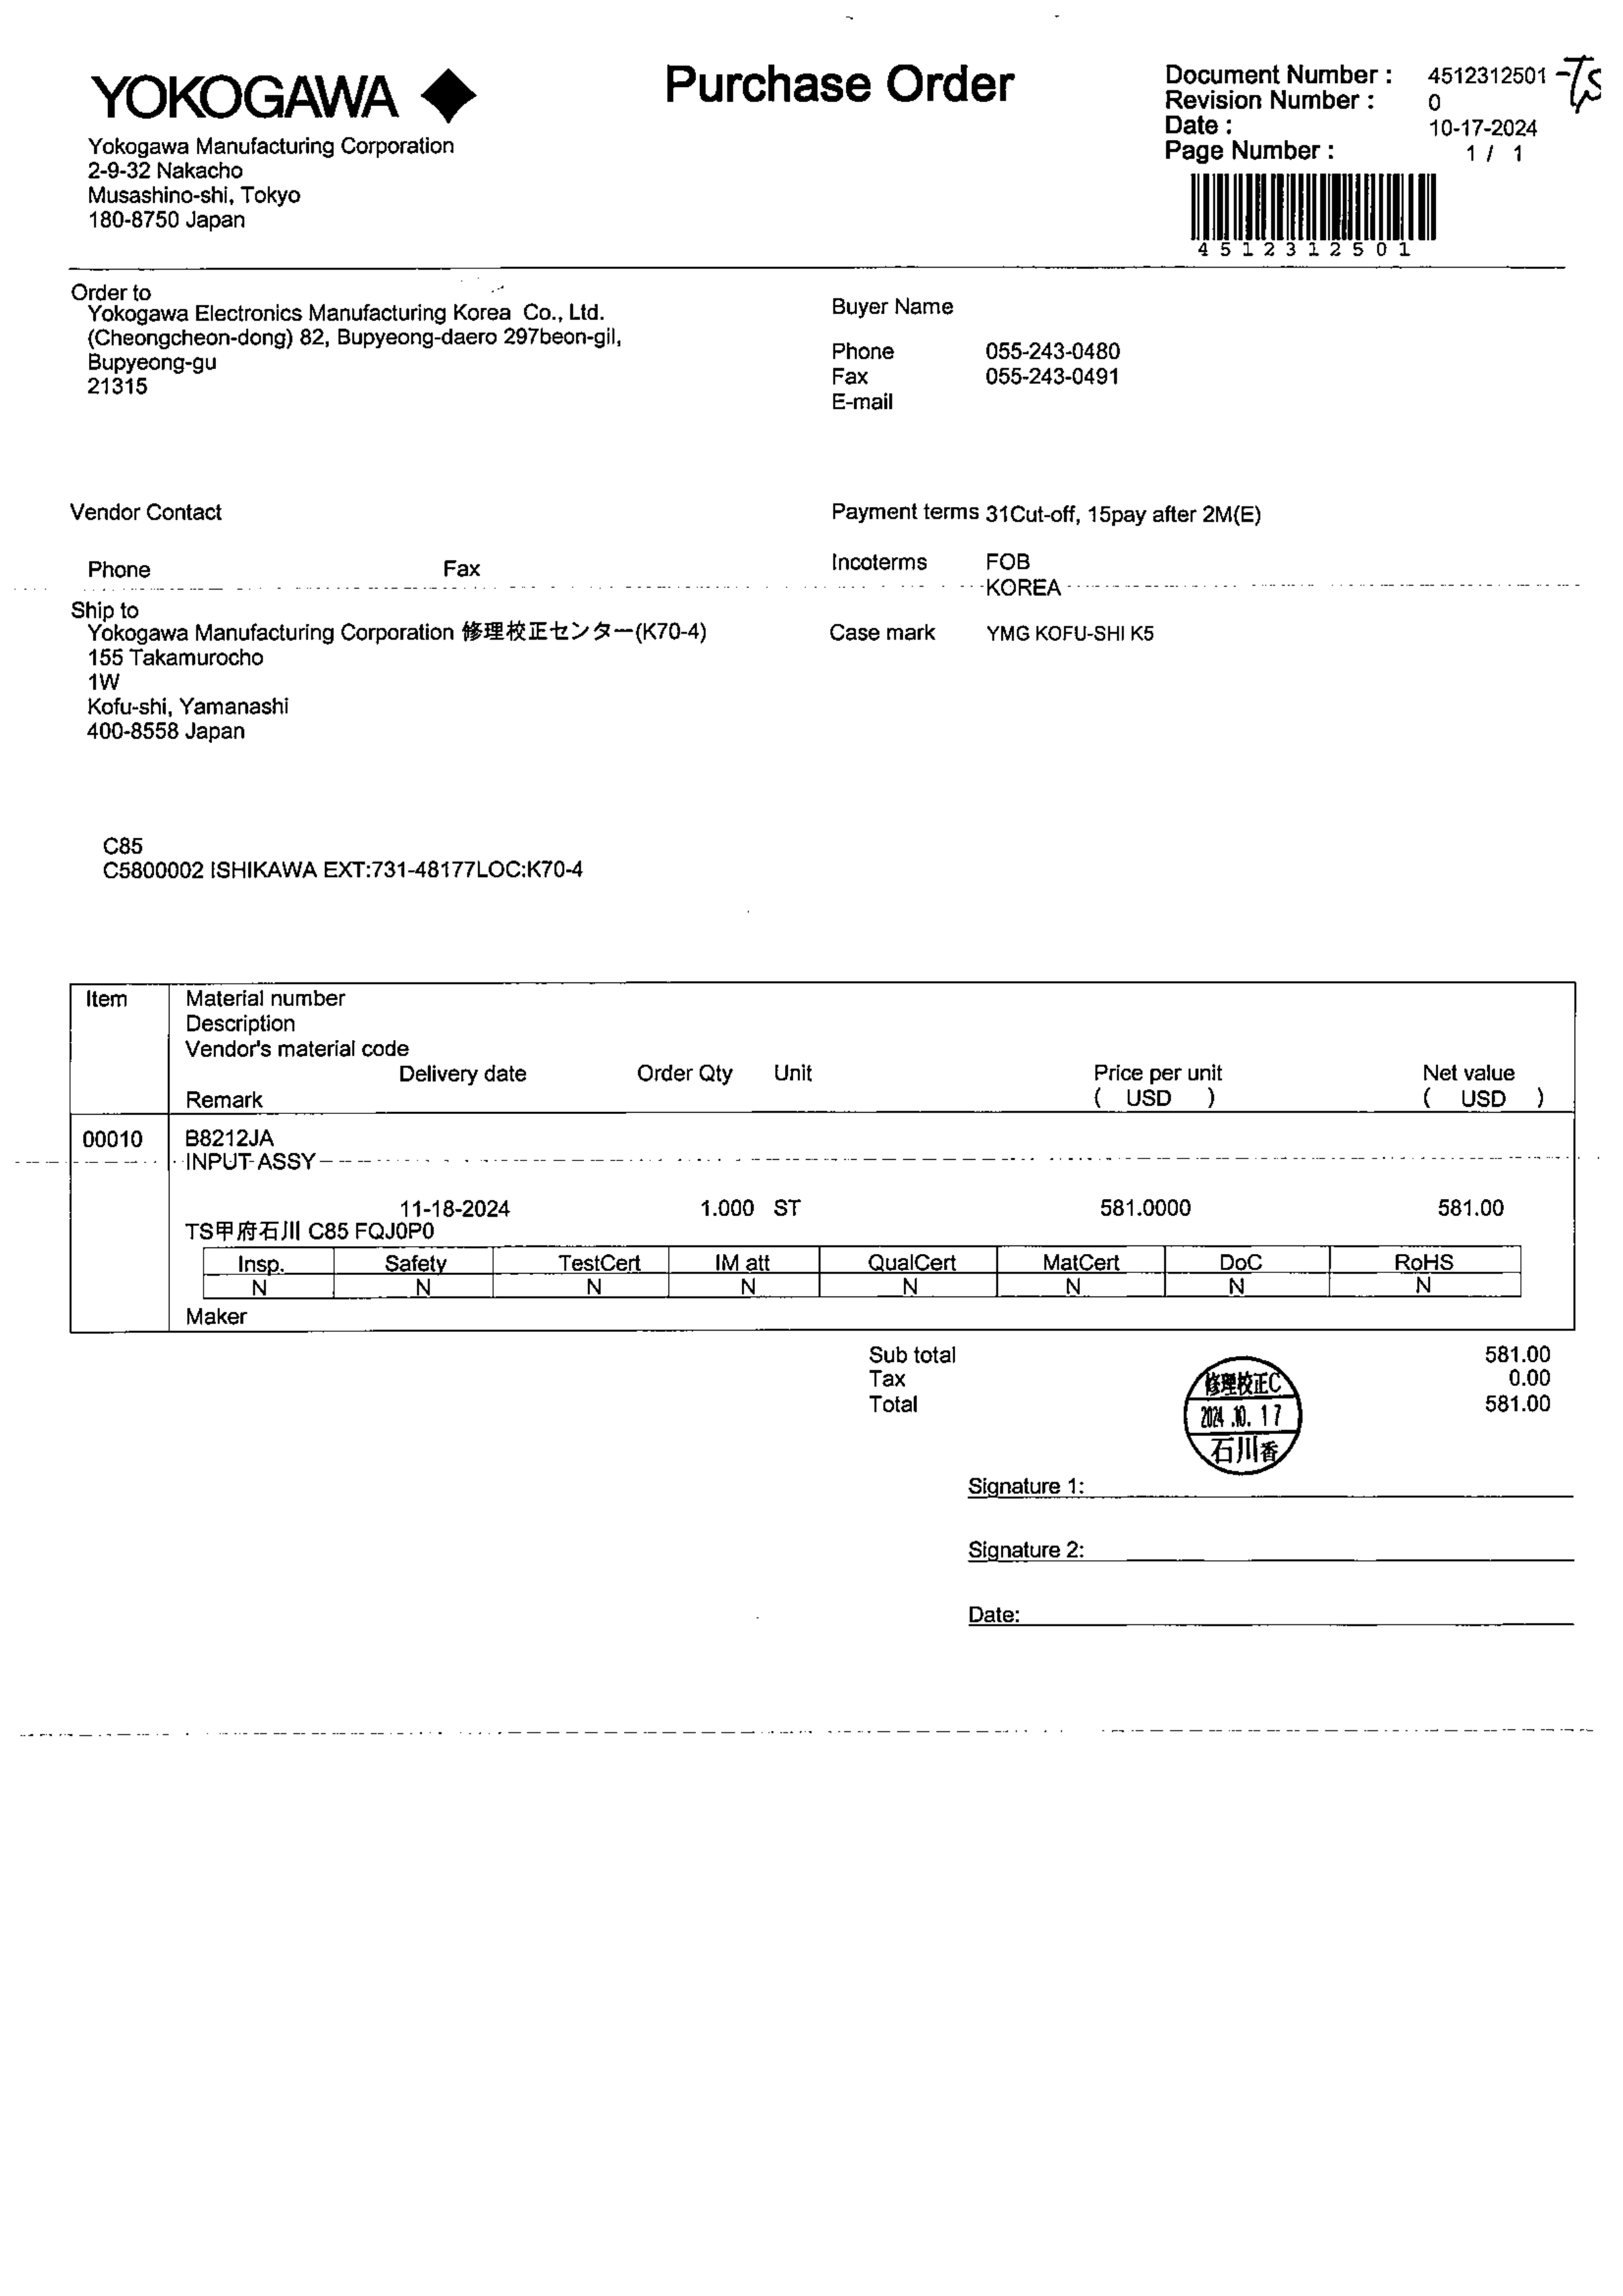 YOKOGAWA
Purchase Order
Document Number : 4512312501 -TS
Revision Number : 0
Date : 10-17-2024
Page Number : 1 / 1
4512312501
Yokogawa Manufacturing Corporation
2-9-32 Nakacho
Musashino-shi, Tokyo
180-8750 Japan
Order to
Yokogawa Electronics Manufacturing Korea Co., Ltd.
(Cheongcheon-dong) 82, Bupyeong-daero 297beon-gil,
Bupyeong-gu
21315
Buyer Name
Phone 055-243-0480
Fax 055-243-0491
E-mail
Vendor Contact
Phone Fax
Payment terms 31Cut-off, 15pay after 2M(E)
Incoterms FOB
KOREA
Ship to
Yokogawa Manufacturing Corporation 修理校正センター(K70-4)
155 Takamurocho
1W
Kofu-shi, Yamanashi
400-8558 Japan
Case mark YMG KOFU-SHI K5
C85
C5800002 ISHIKAWA EXT:731-48177LOC:K70-4
Item Material number
Description
Vendor's material code
Delivery date Order Qty Unit Price per unit Net value
Remark ( USD ) ( USD )
00010 B8212JA
INPUT ASSY
11-18-2024 1.000 ST 581.0000 581.00
TS甲府石川 C85 FQJ0P0
Insp. Safety TestCert IM att QualCert MatCert DoC RoHS
N N N N N N N N
Maker
Sub total 581.00
Tax 0.00
Total 581.00
修理校正C
2024.10.17
石川香
Signature 1:
Signature 2:
Date: